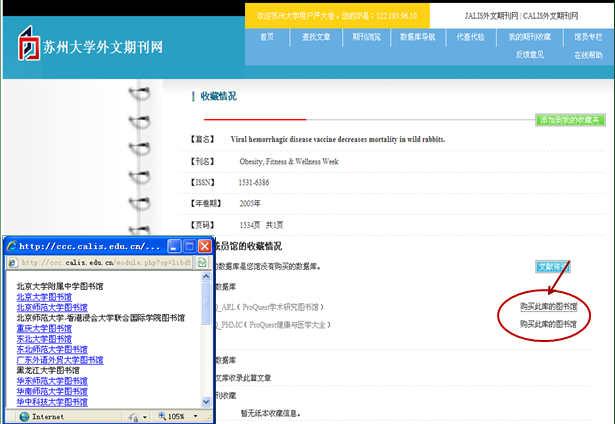 欢迎苏州大学用户严大香，您的IP是：122.193.96.10
JALIS外文期刊网 | CALIS外文期刊网
苏州大学外文期刊网
首页 查找文章 期刊浏览 数据库导航 代查代检 我的期刊收藏 馆员专栏
反馈意见 在线帮助
收藏情况
添加到我的收藏夹
【篇名】 Viral hemorrhagic disease vaccine decreases mortality in wild rabbits.
【刊名】 Obesity, Fitness & Wellness Week
【ISSN】 1531-6386
【年卷期】 2005年
【页码】 1534页 共1页
成员馆的收藏情况
的数据库是您馆没有购买的数据库。
文献传
数据库
Q_ARL（ProQuest学术研究图书馆）
购买此库的图书馆
Q_PHMC（ProQuest健康与医学大全）
购买此库的图书馆
数据库
文库收录此篇文章
刊收藏
暂无纸本收藏信息。
http://ccc.calis.edu.cn/...
http://ccc.calis.edu.cn/module.php?op=lib&
北京大学附属中学图书馆
北京大学图书馆
北京师范大学图书馆
北京师范大学-香港浸会大学联合国际学院图书馆
重庆大学图书馆
东北大学图书馆
东北师范大学图书馆
广东外语外贸大学图书馆
黑龙江大学图书馆
华东师范大学图书馆
华南师范大学图书馆
华中科技大学图书馆
Internet
105%